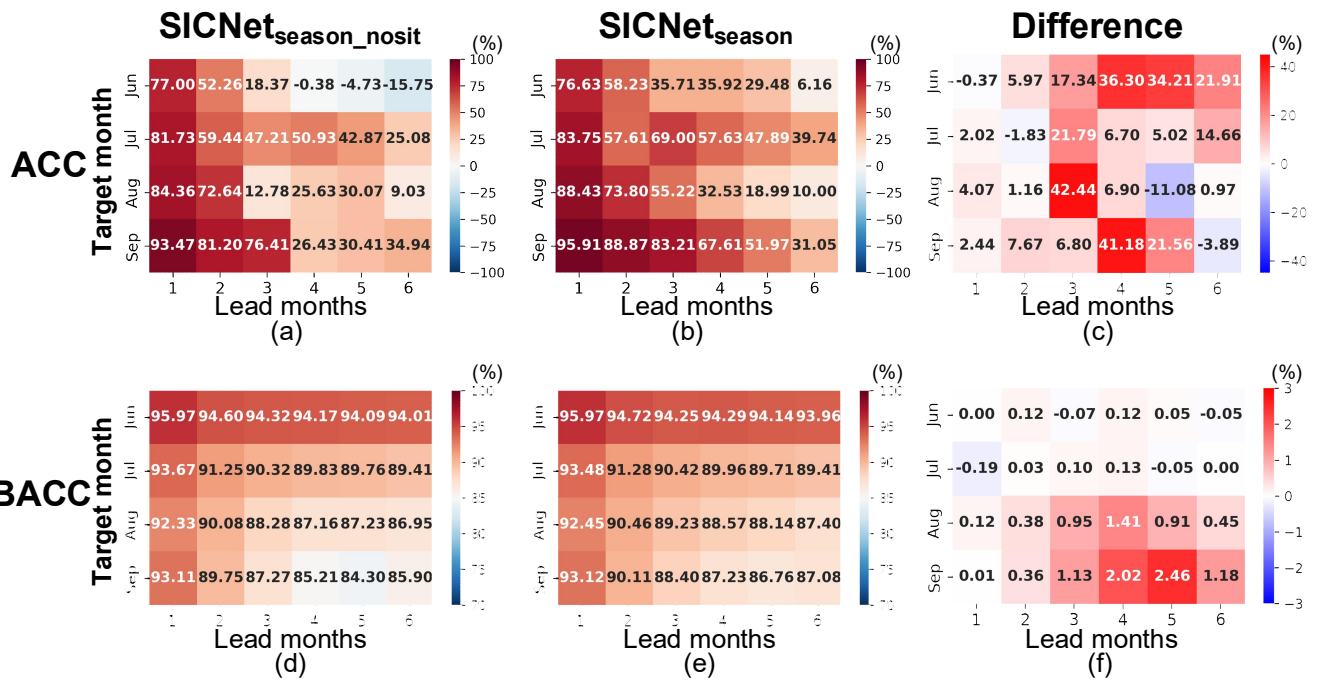 SICNet season_nosit SICNet season Difference
(%) (%) (%)
ACC
Target month
Jun 77.00 52.26 18.37 -0.38 -4.73 -15.75
Jul 81.73 59.44 47.21 50.93 42.87 25.08
Aug 84.36 72.64 12.78 25.63 30.07 9.03
Sep 93.47 81.20 76.41 26.43 30.41 34.94
1 2 3 4 5 6
Lead months
(a)
100
75
50
25
0
−25
−50
−75
−100
Jun 76.63 58.23 35.71 35.92 29.48 6.16
Jul 83.75 57.61 69.00 57.63 47.89 39.74
Aug 88.43 73.80 55.22 32.53 18.99 10.00
Sep 95.91 88.87 83.21 67.61 51.97 31.05
1 2 3 4 5 6
Lead months
(b)
100
75
50
25
0
−25
−50
−75
−100
Jun -0.37 5.97 17.34 36.30 34.21 21.91
Jul 2.02 -1.83 21.79 6.70 5.02 14.66
Aug 4.07 1.16 42.44 6.90 -11.08 0.97
Sep 2.44 7.67 6.80 41.18 21.56 -3.89
1 2 3 4 5 6
Lead months
(c)
40
20
0
−20
−40
(%) (%) (%)
BACC
Target month
Jun 95.97 94.60 94.32 94.17 94.09 94.01
Jul 93.67 91.25 90.32 89.83 89.76 89.41
Aug 92.33 90.08 88.28 87.16 87.23 86.95
Sep 93.11 89.75 87.27 85.21 84.30 85.90
1 2 3 4 5 6
Lead months
(d)
100
95
90
85
80
75
70
Jun 95.97 94.72 94.25 94.29 94.14 93.96
Jul 93.48 91.28 90.42 89.96 89.71 89.41
Aug 92.45 90.46 89.23 88.57 88.14 87.40
Sep 93.12 90.11 88.40 87.23 86.76 87.08
1 2 3 4 5 6
Lead months
(e)
100
95
90
85
80
75
70
Jun 0.00 0.12 -0.07 0.12 0.05 -0.05
Jul -0.19 0.03 0.10 0.13 -0.05 0.00
Aug 0.12 0.38 0.95 1.41 0.91 0.45
Sep 0.01 0.36 1.13 2.02 2.46 1.18
1 2 3 4 5 6
Lead months
(f)
3
2
1
0
−1
−2
−3